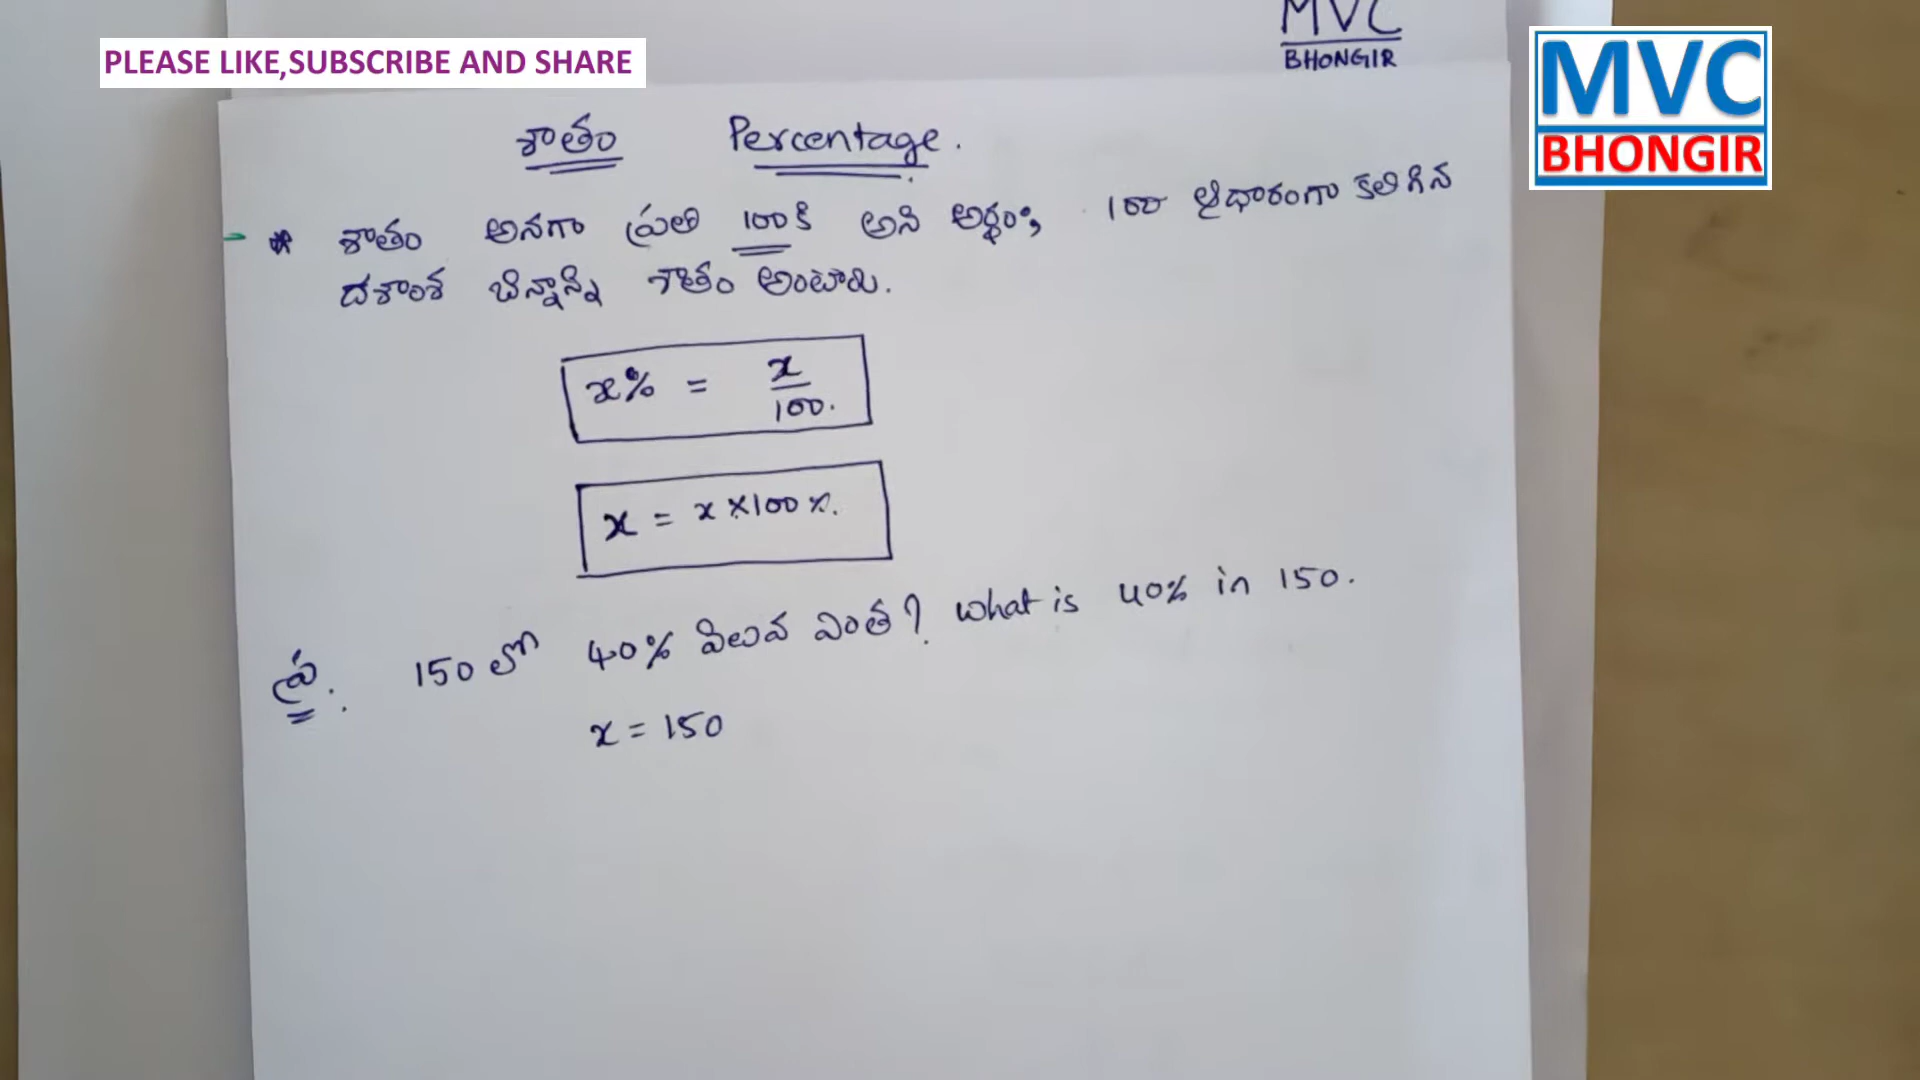 MVC
BHONGIR
PLEASE LIKE,SUBSCRIBE AND SHARE
MVC
BHONGIR
శాతం Percentage.
* శాతం అనగా ప్రతి 100కి అని అర్థం; 100 ఆధారంగా కలిగిన
దశాంశ బిన్నాన్ని శాతం అంటారు.
x% = x/100.
x = x×100%.
ప్ర. 150 లో 40% విలువ ఎంత? what is 40% in 150.
x = 150